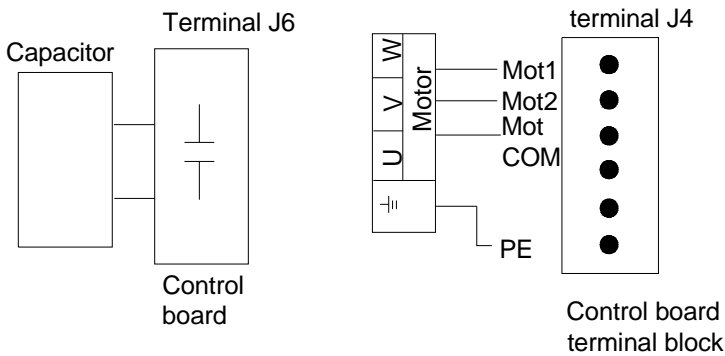 Terminal J6
Capacitor
Control
board
terminal J4
W
V
U
Motor
Mot1
Mot2
Mot
COM
PE
Control board
terminal block